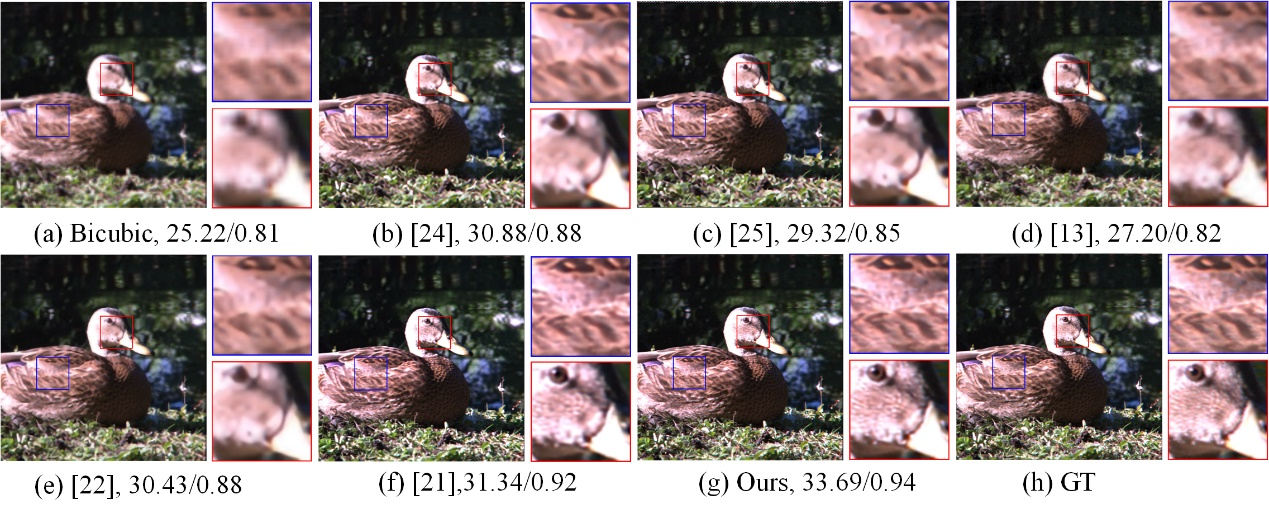 (a) Bicubic, 25.22/0.81
(b) [24], 30.88/0.88
(c) [25], 29.32/0.85
(d) [13], 27.20/0.82
(e) [22], 30.43/0.88
(f) [21],31.34/0.92
(g) Ours, 33.69/0.94
(h) GT